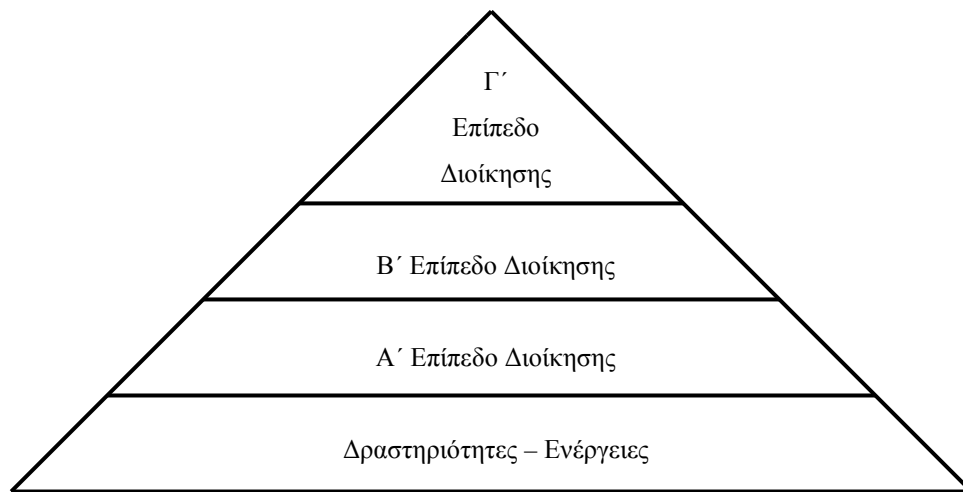 Γ΄
Επίπεδο
Διοίκησης
Β΄ Επίπεδο Διοίκησης
Α΄ Επίπεδο Διοίκησης
Δραστηριότητες – Ενέργειες